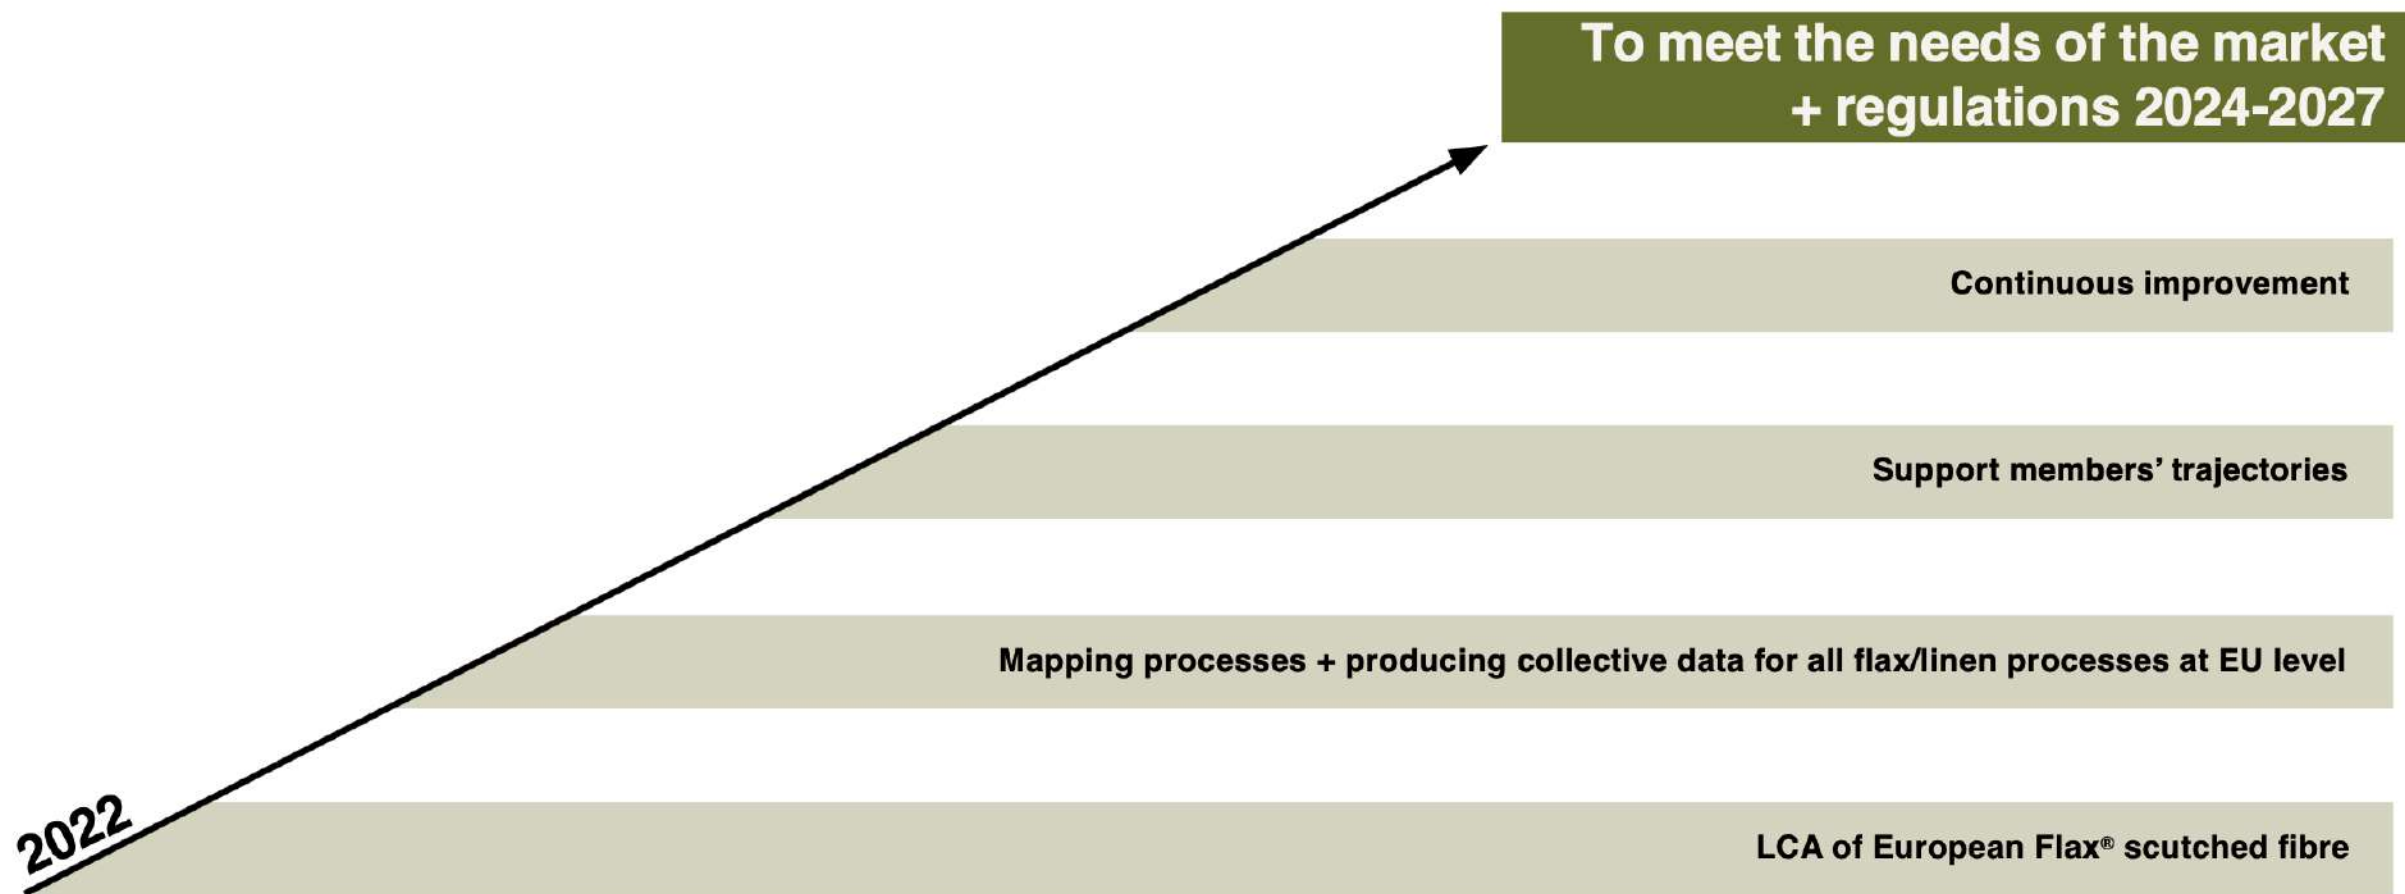 To meet the needs of the market
+ regulations 2024-2027
Continuous improvement
Support members’ trajectories
Mapping processes + producing collective data for all flax/linen processes at EU level
2022
LCA of European Flax® scutched fibre